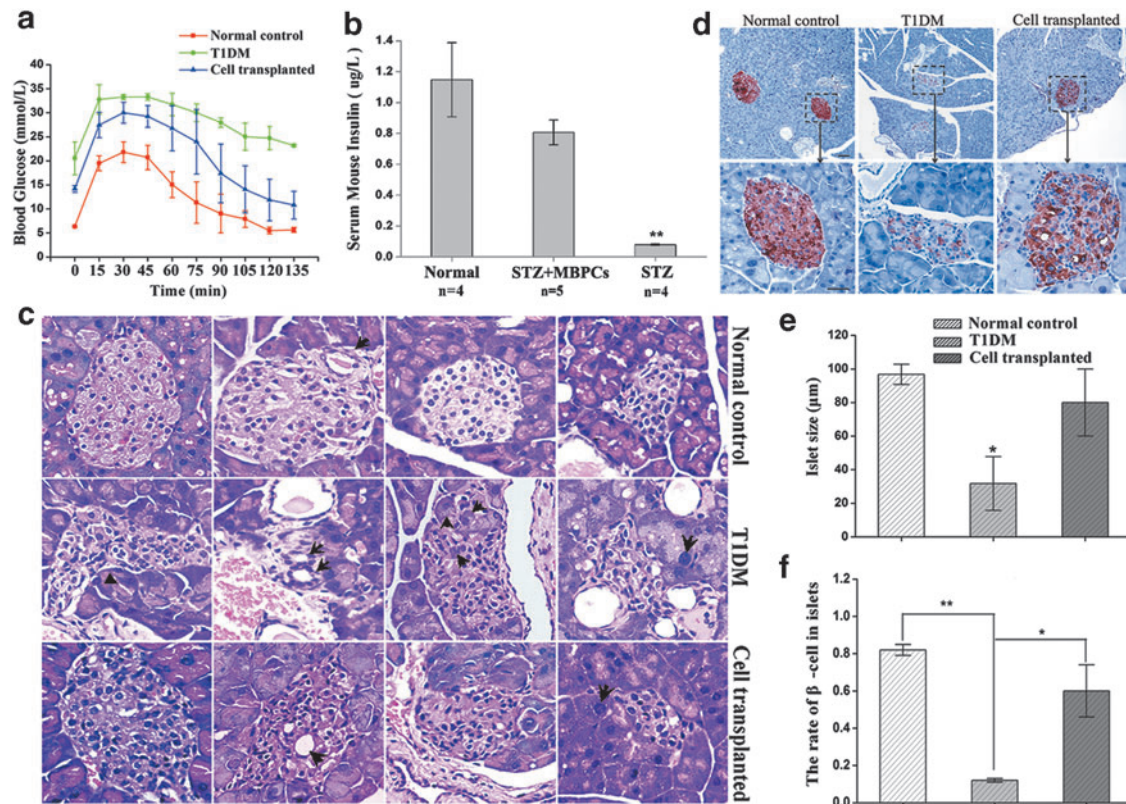 a
Normal control
T1DM
Cell transplanted
Blood Glucose (mmol/L)
40
35
30
25
20
15
10
5
0
0 15 30 45 60 75 90 105 120 135
Time (min)
b
Serum Mouse Insulin ( ug/L )
1.4
1.2
1.0
0.8
0.6
0.4
0.2
0.0
**
Normal STZ+MBPCs STZ
n=4 n=5 n=4
c
Normal control
T1DM
Cell transplanted
d
Normal control T1DM Cell transplanted
e
Normal control
T1DM
Cell transplanted
Islet size (μm)
120
100
80
60
40
20
0
*
f
The rate of β -cell in islets
1.2
1.0
0.8
0.6
0.4
0.2
0.0
**
*